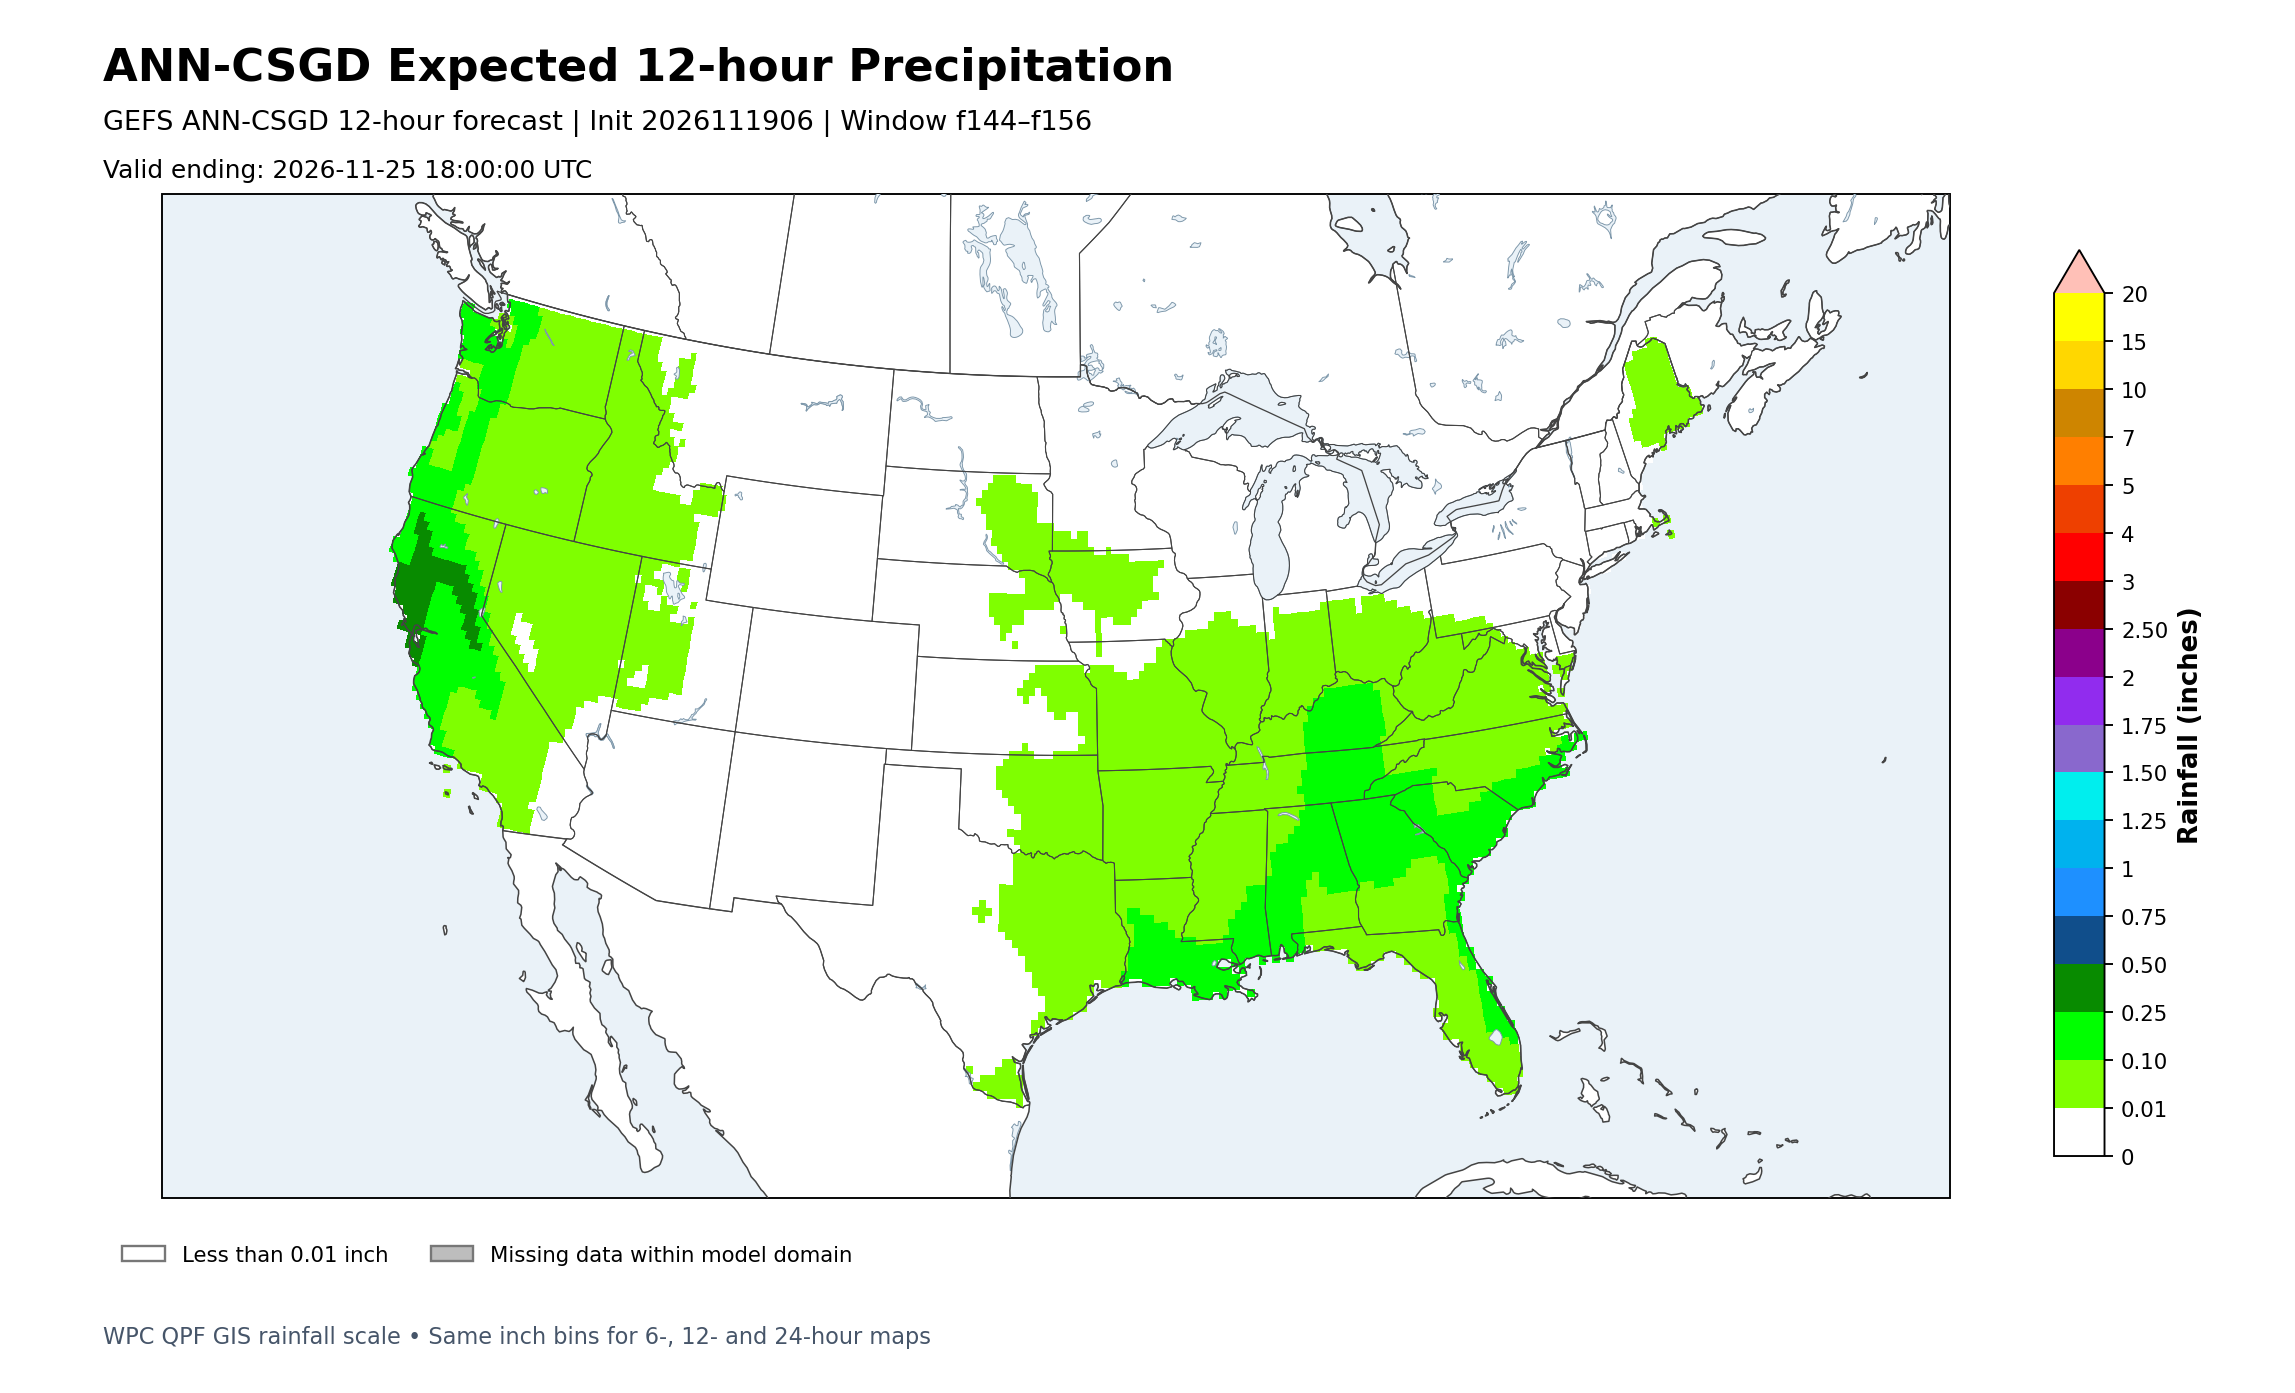 ANN-CSGD Expected 12-hour Precipitation
GEFS ANN-CSGD 12-hour forecast | Init 2026111906 | Window f144–f156
Valid ending: 2026-11-25 18:00:00 UTC
20
15
10
7
5
4
3
2.50
2
1.75
1.50
1.25
1
0.75
0.50
0.25
0.10
0.01
0
Rainfall (inches)
Less than 0.01 inch
Missing data within model domain
WPC QPF GIS rainfall scale • Same inch bins for 6-, 12- and 24-hour maps